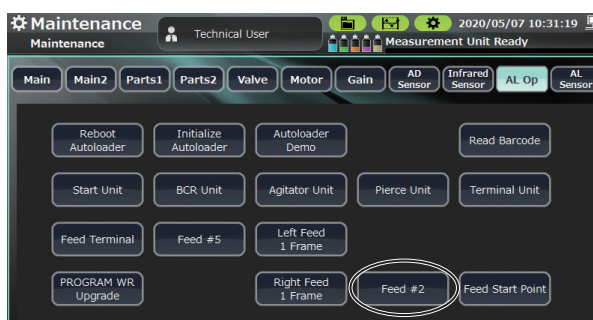 Maintenance
Maintenance
Technical User
2020/05/07 10:31:19
Measurement Unit Ready
Main
Main2
Parts1
Parts2
Valve
Motor
Gain
AD
Sensor
Infrared
Sensor
AL Op
AL
Sensor
Reboot
Autoloader
Initialize
Autoloader
Autoloader
Demo
Read Barcode
Start Unit
BCR Unit
Agitator Unit
Pierce Unit
Terminal Unit
Feed Terminal
Feed #5
Left Feed
1 Frame
PROGRAM WR
Upgrade
Right Feed
1 Frame
Feed #2
Feed Start Point